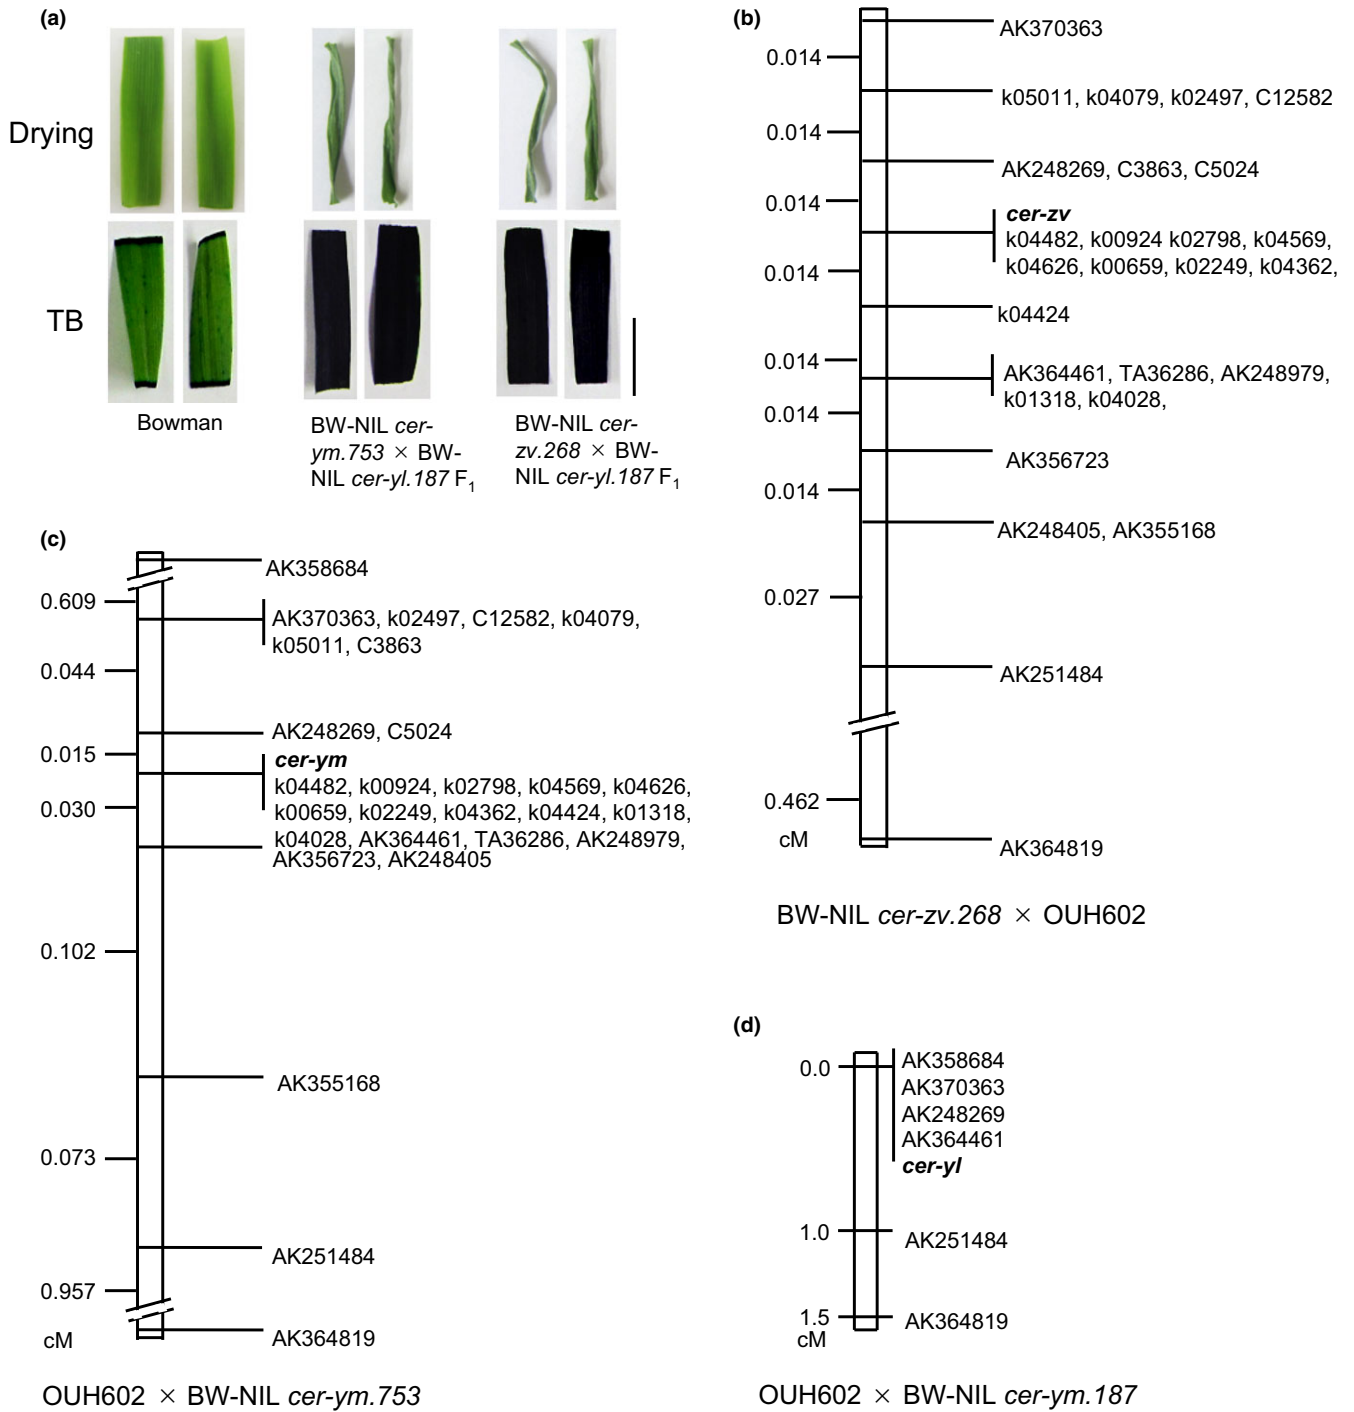 (a)
Drying
TB
Bowman
BW-NIL cer-
ym.753 × BW-
NIL cer-yl.187 F1
BW-NIL cer-
zv.268 × BW-
NIL cer-yl.187 F1
(b)
AK370363
0.014
k05011, k04079, k02497, C12582
0.014
AK248269, C3863, C5024
0.014
cer-zv
k04482, k00924 k02798, k04569,
k04626, k00659, k02249, k04362,
0.014
k04424
0.014
AK364461, TA36286, AK248979,
k01318, k04028,
0.014
AK356723
0.014
AK248405, AK355168
0.027
AK251484
0.462
cM
AK364819
BW-NIL cer-zv.268 × OUH602
(c)
AK358684
0.609
AK370363, k02497, C12582, k04079,
k05011, C3863
0.044
AK248269, C5024
0.015
cer-ym
k04482, k00924, k02798, k04569, k04626,
k00659, k02249, k04362, k04424, k01318,
k04028, AK364461, TA36286, AK248979,
0.030
AK356723, AK248405
0.102
AK355168
0.073
AK251484
0.957
cM
AK364819
OUH602 × BW-NIL cer-ym.753
(d)
0.0
AK358684
AK370363
AK248269
AK364461
cer-yl
1.0
AK251484
1.5
cM
AK364819
OUH602 × BW-NIL cer-ym.187